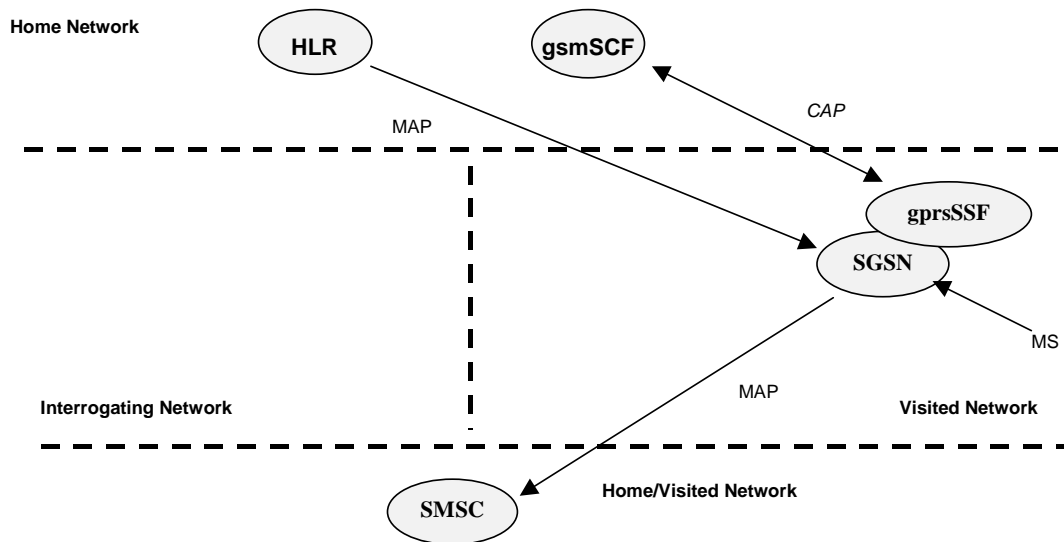 Home Network
HLR
gsmSCF
CAP
MAP
gprsSSF
SGSN
MS
MAP
Interrogating Network
Visited Network
Home/Visited Network
SMSC